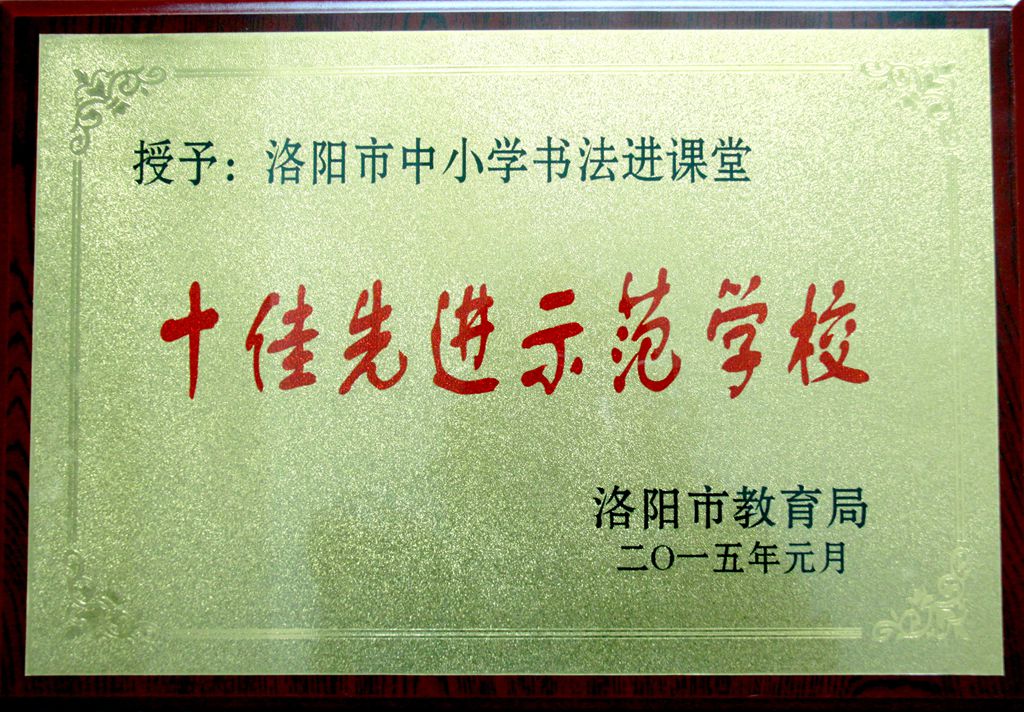 授予：洛阳市中小学书法进课堂
十佳先进示范学校
洛阳市教育局
二〇一五年元月